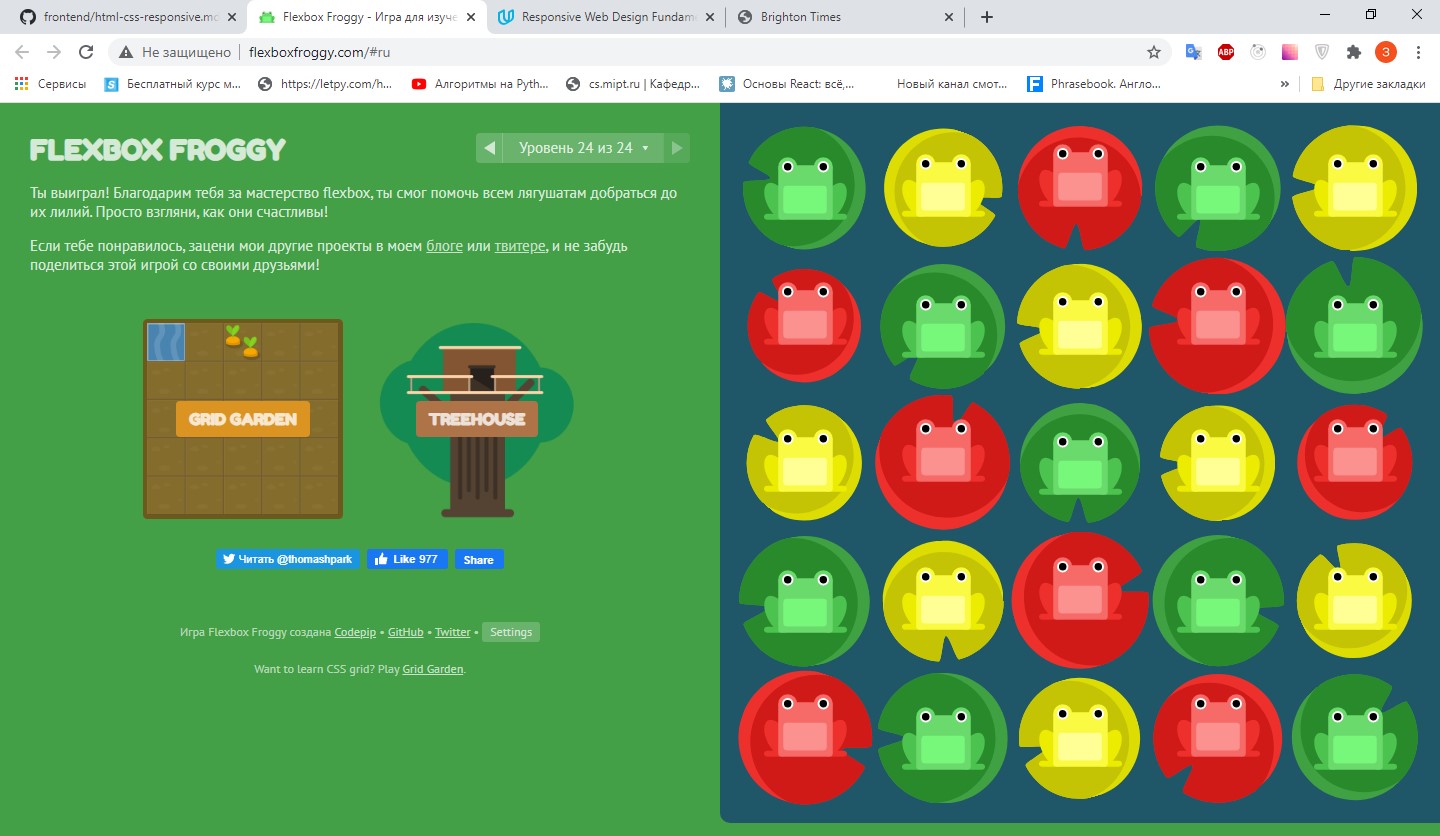 frontend/html-css-responsive.mo
Flexbox Froggy - Игра для изуче
Responsive Web Design Fundam
Brighton Times
Не защищено
flexboxfroggy.com/#ru
ABP
3
Сервисы
Бесплатный курс м...
https://letpy.com/h...
Алгоритмы на Pyth...
cs.mipt.ru | Кафедр...
Основы React: всё,...
Новый канал смот...
Phrasebook. Англо...
»
Другие закладки
FLEXBOX FROGGY
Уровень 24 из 24
Ты выиграл! Благодарим тебя за мастерство flexbox, ты смог помочь всем лягушатам добраться до
их лилий. Просто взгляни, как они счастливы!
Если тебе понравилось, зацени мои другие проекты в моем блоге или твитере, и не забудь
поделиться этой игрой со своими друзьями!
GRID GARDEN
TREEHOUSE
Читать @thomashpark
Like 977
Share
Игра Flexbox Froggy создана Codepip • GitHub • Twitter • Settings
Want to learn CSS grid? Play Grid Garden.